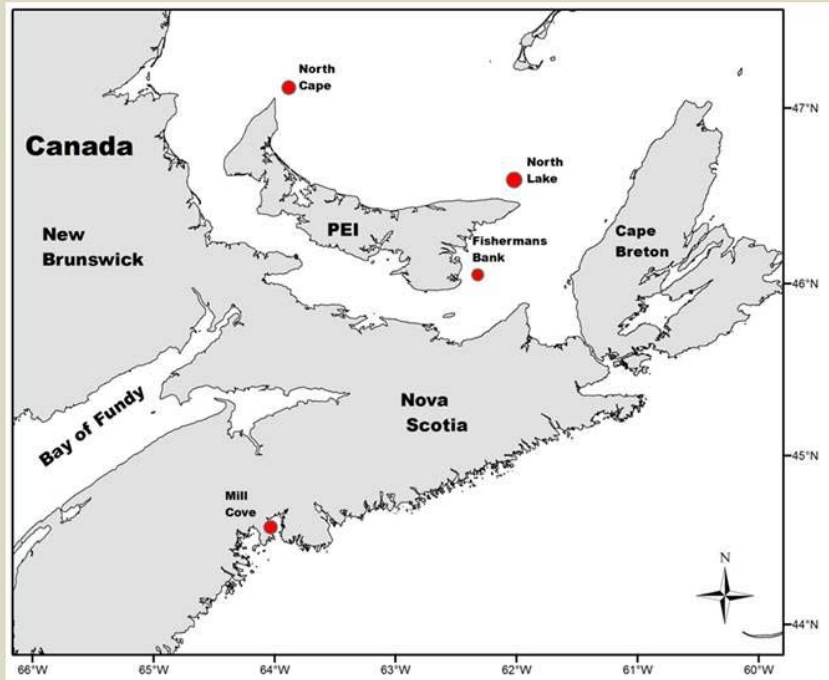 North
Cape
47°N
Canada
North
Lake
New
Brunswick
PEI
Cape
Breton
Fishermans
Bank
46°N
Bay of Fundy
Nova
Scotia
45°N
Mill
Cove
N
44°N
66°W 65°W 64°W 63°W 62°W 61°W 60°W